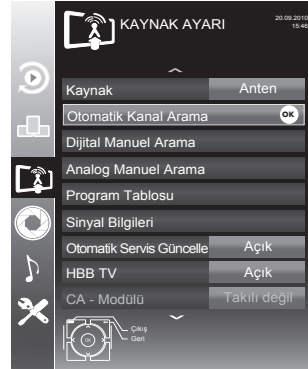 KAYNAK AYARI
20.09.2010
15:46
Kaynak Anten
Otomatik Kanal Arama OK
Dijital Manuel Arama
Analog Manuel Arama
Program Tablosu
Sinyal Bilgileri
Otomatik Servis Güncelle Açık
HBB TV Açık
CA - Modülü Takılı değil
Çıkış
OK
Geri